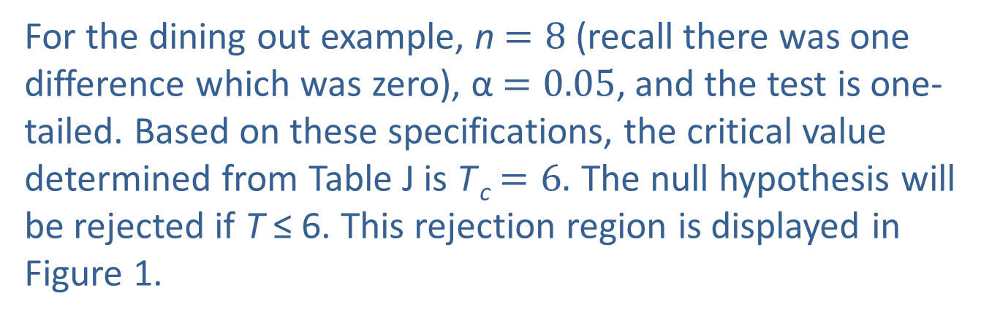 For the dining out example, n = 8 (recall there was one
difference which was zero), α = 0.05, and the test is one-
tailed. Based on these specifications, the critical value
determined from Table J is T_c = 6. The null hypothesis will
be rejected if T ≤ 6. This rejection region is displayed in
Figure 1.